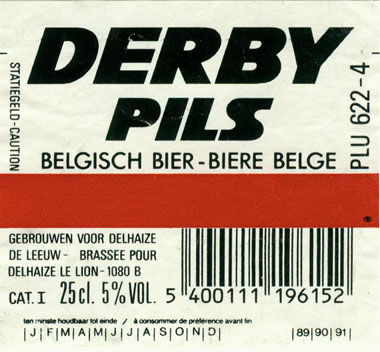 DERBY
PILS
BELGISCH BIER-BIERE BELGE
STATIEGELD-CAUTION
PLU 622-4
GEBROUWEN VOOR DELHAIZE
DE LEEUW- BRASSEE POUR
DELHAIZE LE LION-1080 B
CAT. I 25cl. 5% VOL.
5 400111 196152
ten minste houdbaar tot einde / à consommer de préférence avant fin
|J|F|M|A|M|J|J|A|S|O|N|D| |89|90|91|